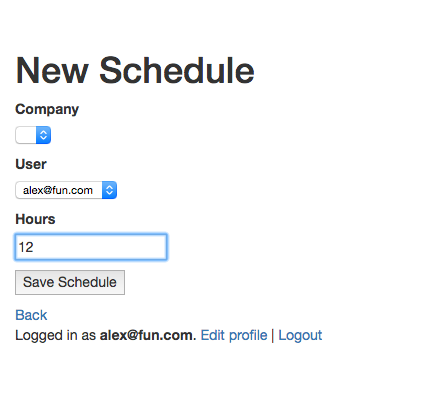 New Schedule
Company
User
alex@fun.com
Hours
12
Save Schedule
Back
Logged in as alex@fun.com. Edit profile | Logout